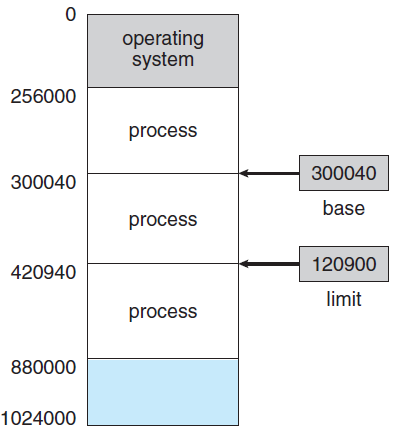 0
operating
system
256000
process
300040
300040
base
process
420940
120900
limit
process
880000
1024000